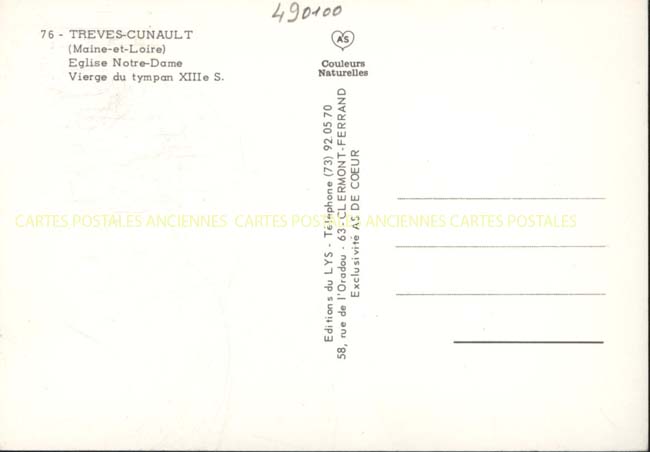 490100
76 - TREVES-CUNAULT
(Maine-et-Loire)
Eglise Notre-Dame
Vierge du tympan XIIIe S.
AS
Couleurs
Naturelles
Editions du LYS - Téléphone (73) 92 05 70
58, rue de l'Oradou - 63-CLERMONT-FERRAND
Exclusivité AS DE COEUR
CARTES POSTALES ANCIENNES CARTES POSTALES ANCIENNES CARTES POSTALES